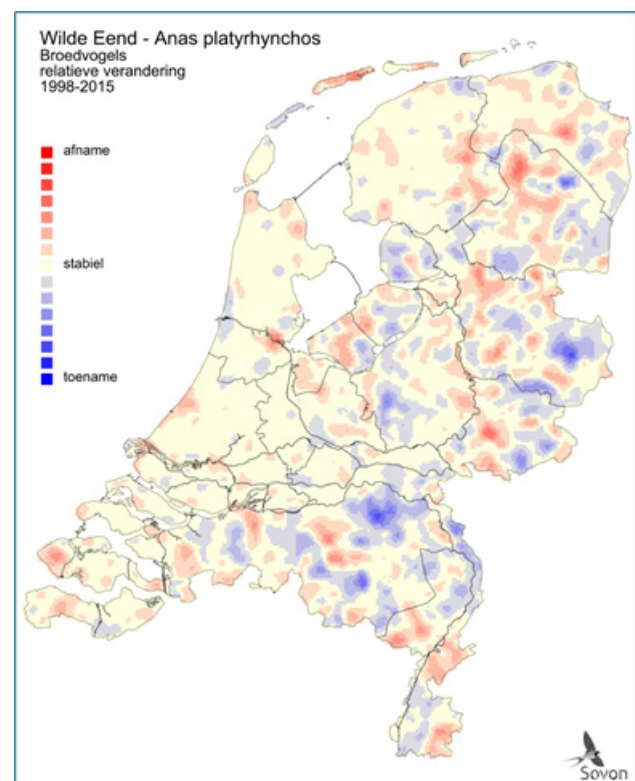 Wilde Eend - Anas platyrhynchos
Broedvogels
relatieve verandering
1998-2015
afname
stabiel
toename
Sovon